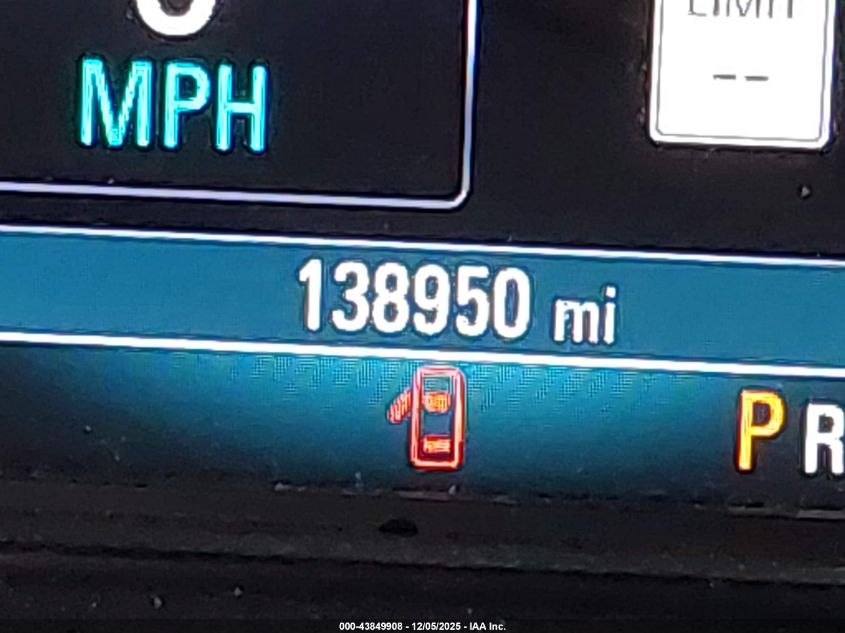 LIMIT
--
MPH
138950 mi
P R
000-43849908 - 12/05/2025 - IAA Inc.